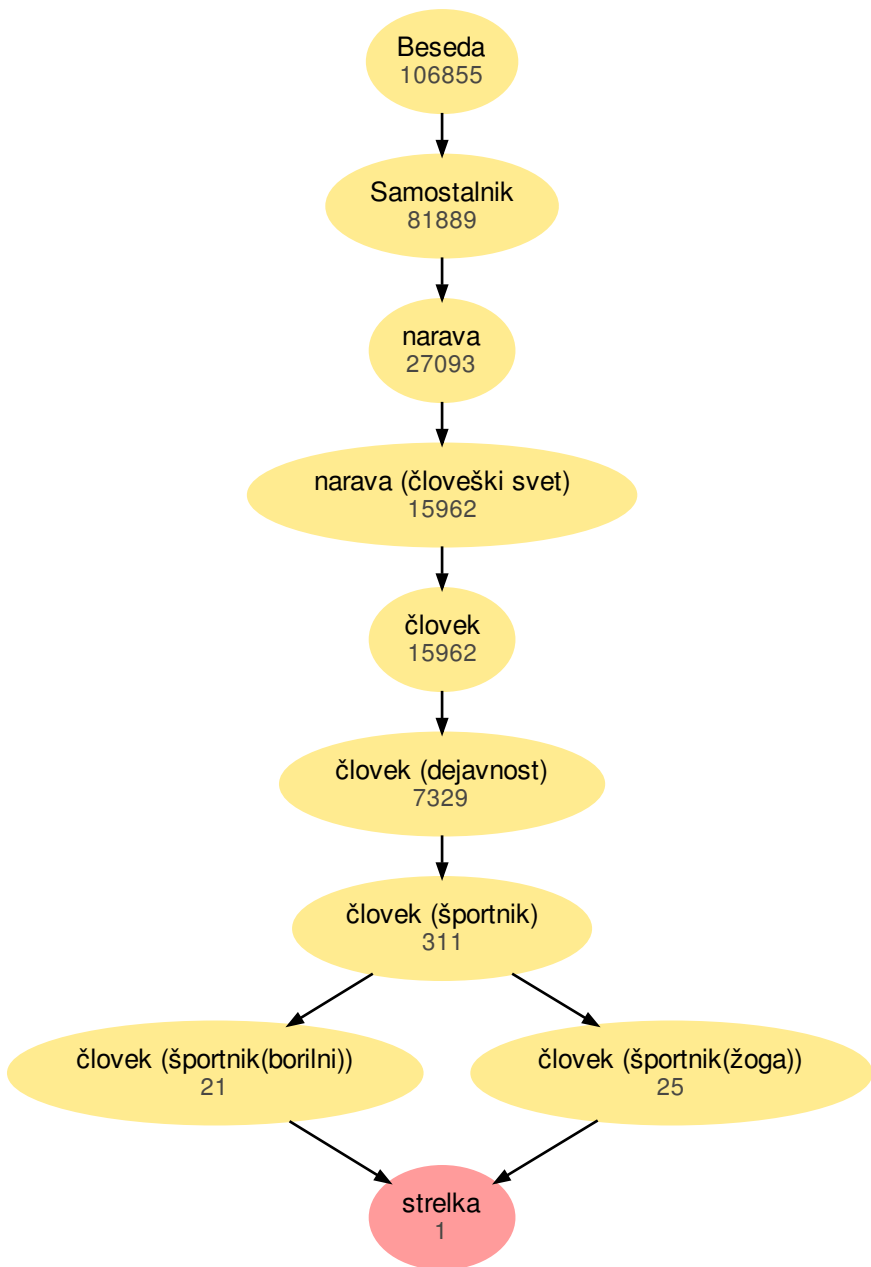 Beseda
106855
Samostalnik
81889
narava
27093
narava (človeški svet)
15962
človek
15962
človek (dejavnost)
7329
človek (športnik)
311
človek (športnik(borilni))
21
človek (športnik(žoga))
25
strelka
1